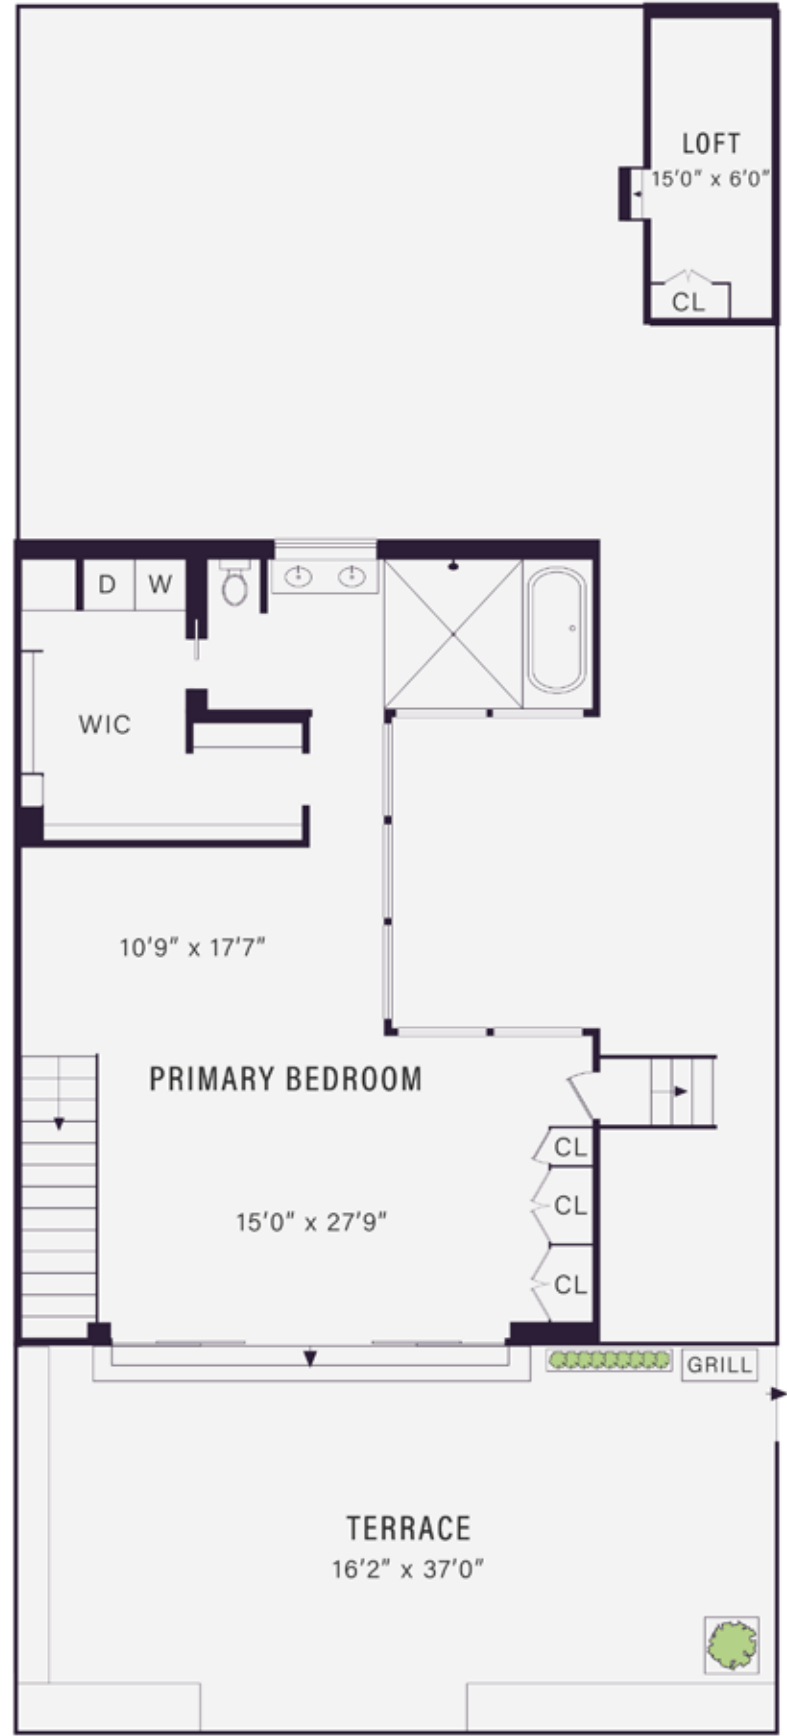 LOFT
15′0″ x 6′0″
CL
D W
WIC
10′9″ x 17′7″
PRIMARY BEDROOM
CL
CL
15′0″ x 27′9″
CL
GRILL
TERRACE
16′2″ x 37′0″